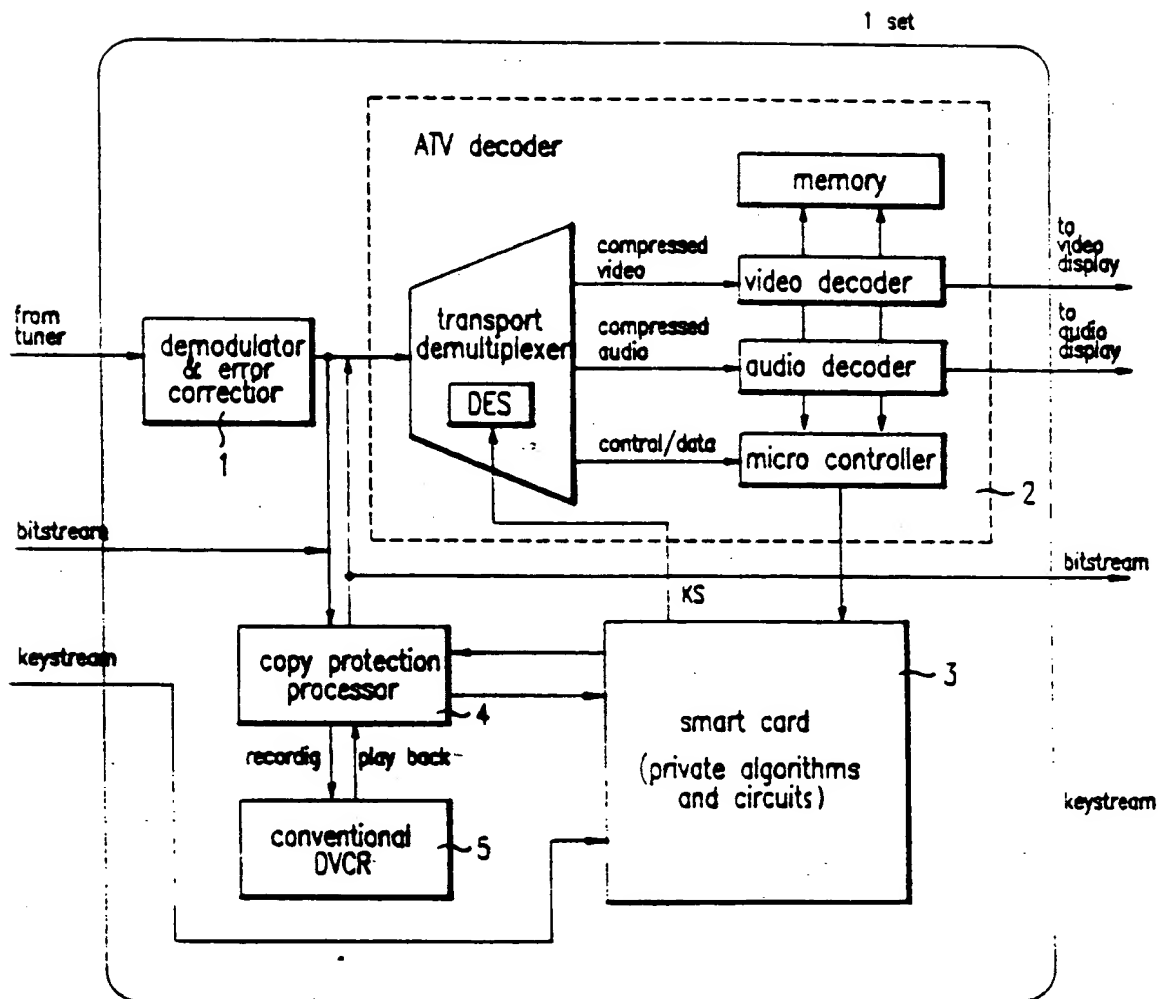 1 set
ATV decoder
memory
compressed
video
video decoder
to
video
display
from
tuner
demodulator
& error
correction
1
transport
demultiplexer
DES
compressed
audio
audio decoder
to
audio
display
control/data
micro controller
2
bitstream
bitstream
KS
keystream
copy protection
processor
4
3
smart card
(private algorithms
and circuits)
recordig
play back
conventional
DVCR
5
keystream